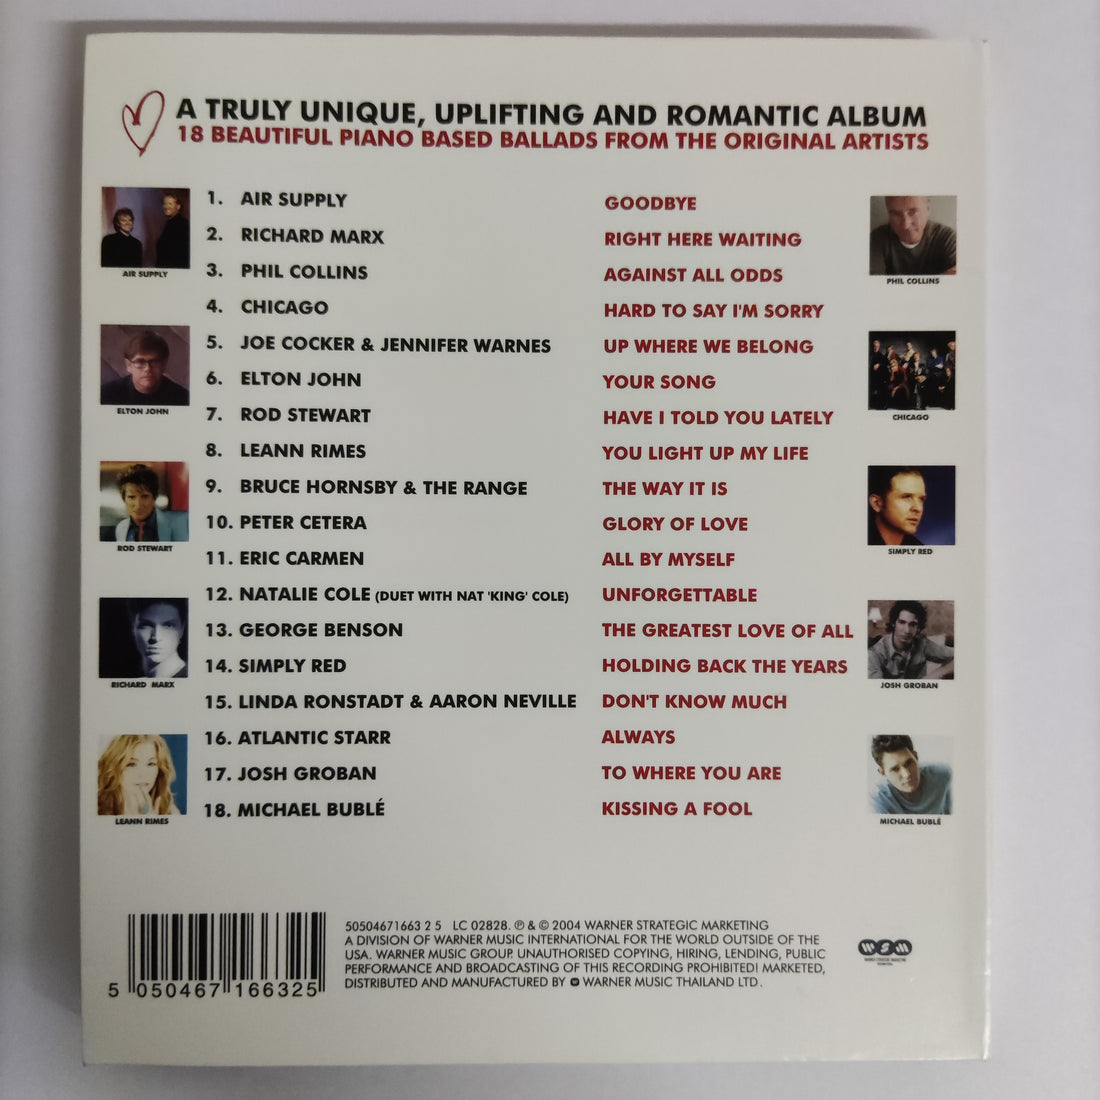 A TRULY UNIQUE, UPLIFTING AND ROMANTIC ALBUM
18 BEAUTIFUL PIANO BASED BALLADS FROM THE ORIGINAL ARTISTS
1. AIR SUPPLY GOODBYE
2. RICHARD MARX RIGHT HERE WAITING
3. PHIL COLLINS AGAINST ALL ODDS
4. CHICAGO HARD TO SAY I'M SORRY
5. JOE COCKER & JENNIFER WARNES UP WHERE WE BELONG
6. ELTON JOHN YOUR SONG
7. ROD STEWART HAVE I TOLD YOU LATELY
8. LEANN RIMES YOU LIGHT UP MY LIFE
9. BRUCE HORNSBY & THE RANGE THE WAY IT IS
10. PETER CETERA GLORY OF LOVE
11. ERIC CARMEN ALL BY MYSELF
12. NATALIE COLE (DUET WITH NAT 'KING' COLE) UNFORGETTABLE
13. GEORGE BENSON THE GREATEST LOVE OF ALL
14. SIMPLY RED HOLDING BACK THE YEARS
15. LINDA RONSTADT & AARON NEVILLE DON'T KNOW MUCH
16. ATLANTIC STARR ALWAYS
17. JOSH GROBAN TO WHERE YOU ARE
18. MICHAEL BUBLÉ KISSING A FOOL
AIR SUPPLY
ELTON JOHN
ROD STEWART
RICHARD MARX
LEANN RIMES
PHIL COLLINS
CHICAGO
SIMPLY RED
JOSH GROBAN
MICHAEL BUBLÉ
5 050467 166325
50504671663 2 5 LC 02828. ℗ & © 2004 WARNER STRATEGIC MARKETING
A DIVISION OF WARNER MUSIC INTERNATIONAL FOR THE WORLD OUTSIDE OF THE
USA. WARNER MUSIC GROUP. UNAUTHORISED COPYING, HIRING, LENDING, PUBLIC
PERFORMANCE AND BROADCASTING OF THIS RECORDING PROHIBITED! MARKETED,
DISTRIBUTED AND MANUFACTURED BY WARNER MUSIC THAILAND LTD.
WSM